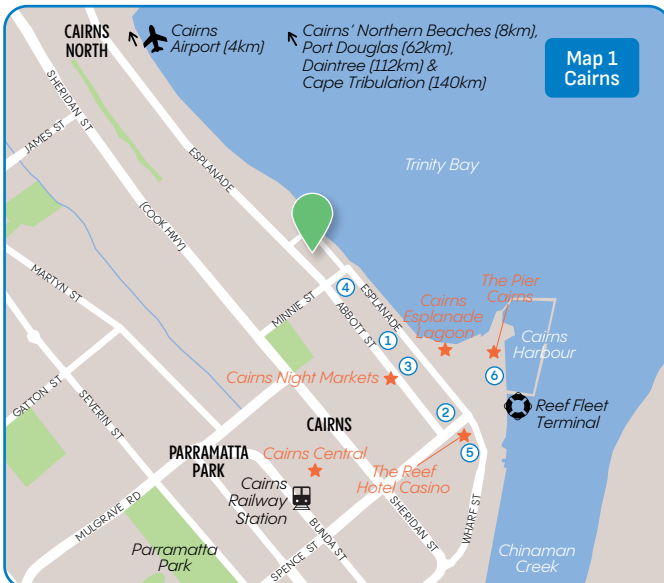 CAIRNS
NORTH
Cairns
Airport (4km)
Cairns' Northern Beaches (8km),
Port Douglas (62km),
Daintree (112km) &
Cape Tribulation (140km)
Map 1
Cairns
SHERIDAN ST
JAMES ST
ESPLANADE
Trinity Bay
(COOK HWY)
MARTYN ST
MINNIE ST
4
ESPLANADE
ABBOTT ST
The Pier
Cairns
Cairns
Esplanade
Lagoon
1
Cairns
Harbour
3
6
Cairns Night Markets
GATTON ST
SEVERIN ST
2
Reef Fleet
Terminal
CAIRNS
PARRAMATTA
PARK
Cairns Central
5
The Reef
Hotel Casino
Cairns
Railway
Station
MULGRAVE RD
BUNDA ST
SHERIDAN ST
WHARF ST
Parramatta
Park
SPENCE ST
Chinaman
Creek